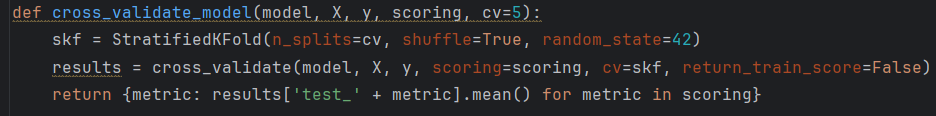 def cross_validate_model(model, X, y, scoring, cv=5):
    skf = StratifiedKFold(n_splits=cv, shuffle=True, random_state=42)
    results = cross_validate(model, X, y, scoring=scoring, cv=skf, return_train_score=False)
    return {metric: results['test_' + metric].mean() for metric in scoring}